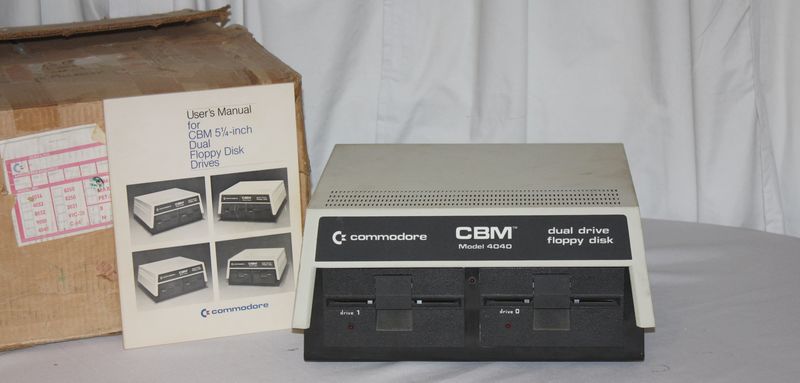 User's Manual
for
CBM 5¼-inch
Dual
Floppy Disk
Drives
commodore
commodore
CBM™
Model 4040
dual drive
floppy disk
drive 1
drive 0